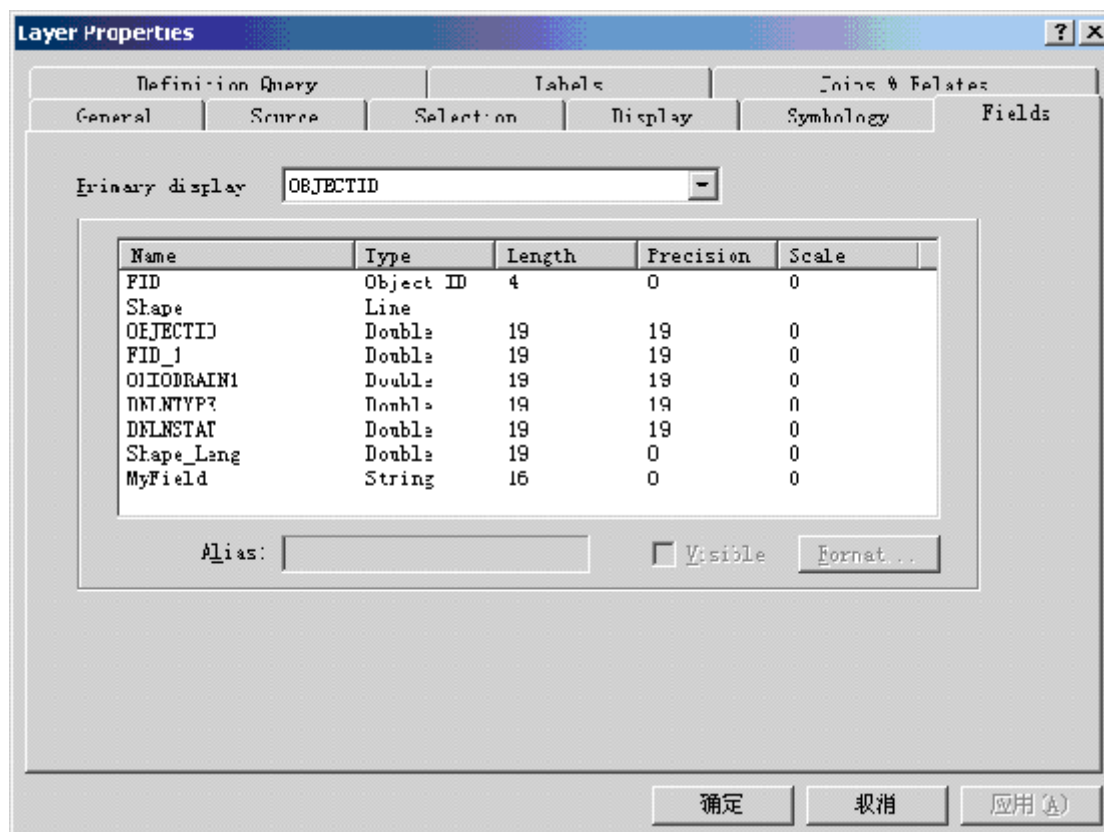 Layer Properties
Definition Query Labels Joins & Relates
General Source Selection Display Symbology Fields
Primary display OBJECTID
Name Type Length Precision Scale
FID Object ID 4 0 0
Shape Line
OBJECTID Double 19 19 0
FID_1 Double 19 19 0
OHIODRAIN1 Double 19 19 0
DNLNTYPE Double 19 19 0
DNLNSTAT Double 19 19 0
Shape_Leng Double 19 0 0
MyField String 16 0 0
Alias: Visible Format...
确定 取消 应用(A)